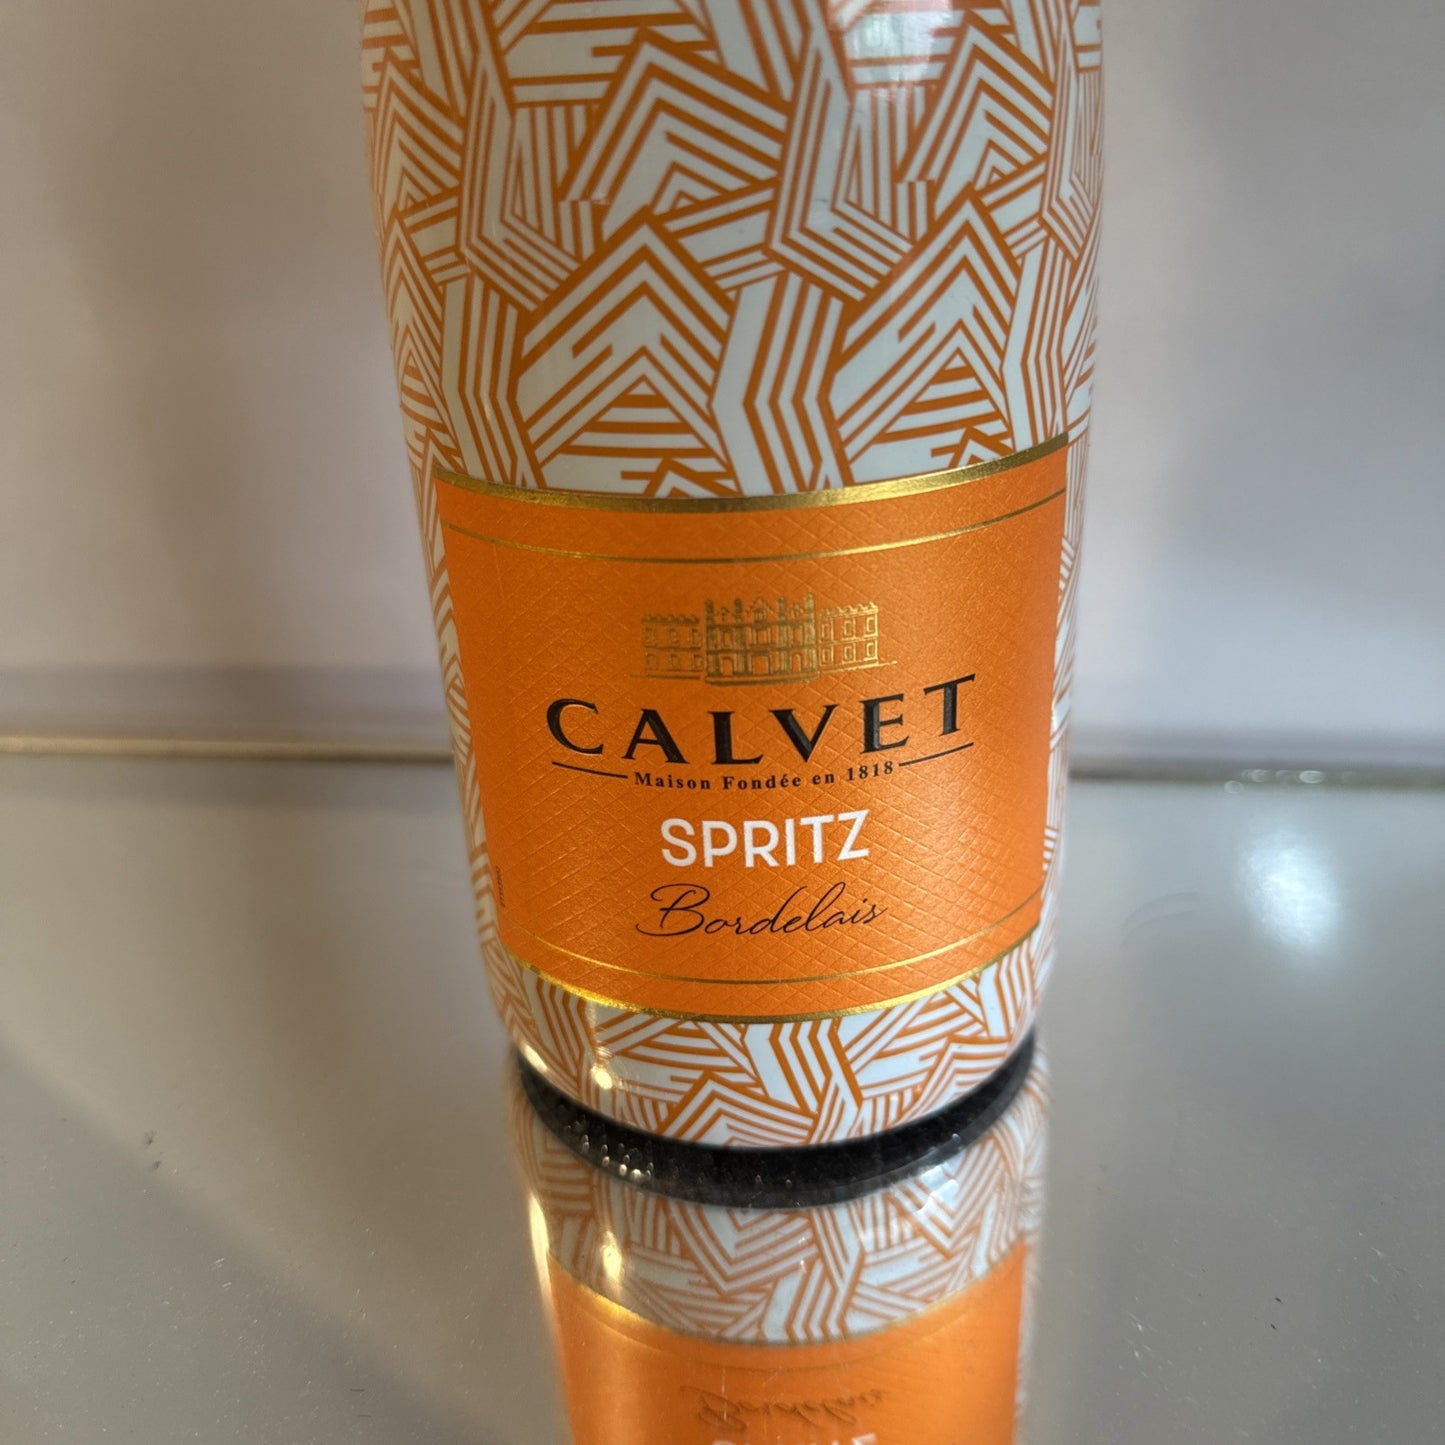 CALVET
Maison Fondée en 1818
SPRITZ
Bordelais